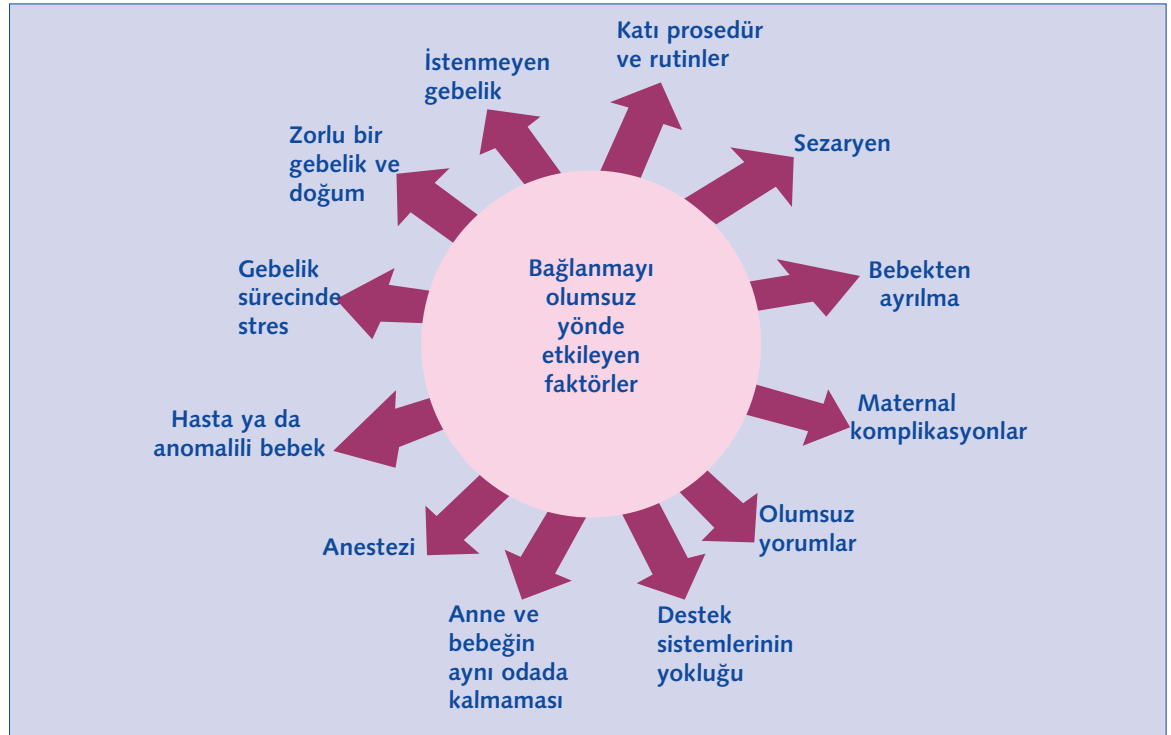 Katı prosedür
ve rutinler
İstenmeyen
gebelik
Zorlu bir
gebelik ve
doğum
Sezaryen
Gebelik
sürecinde
stres
Bağlanmayı
olumsuz
yönde
etkileyen
faktörler
Bebekten
ayrılma
Hasta ya da
anomalili bebek
Maternal
komplikasyonlar
Anestezi
Olumsuz
yorumlar
Anne ve
bebeğin
aynı odada
kalmaması
Destek
sistemlerinin
yokluğu